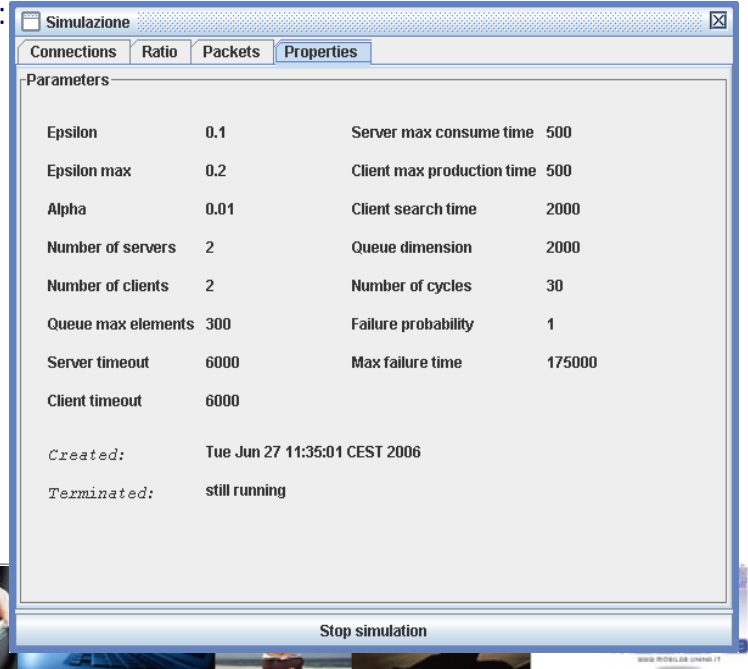 :
Simulazione
Connections Ratio Packets Properties
Parameters
Epsilon 0.1 Server max consume time 500
Epsilon max 0.2 Client max production time 500
Alpha 0.01 Client search time 2000
Number of servers 2 Queue dimension 2000
Number of clients 2 Number of cycles 30
Queue max elements 300 Failure probability 1
Server timeout 6000 Max failure time 175000
Client timeout 6000
Created: Tue Jun 27 11:35:01 CEST 2006
Terminated: still running
Stop simulation
WWW.MOBILAB.UNINA.IT